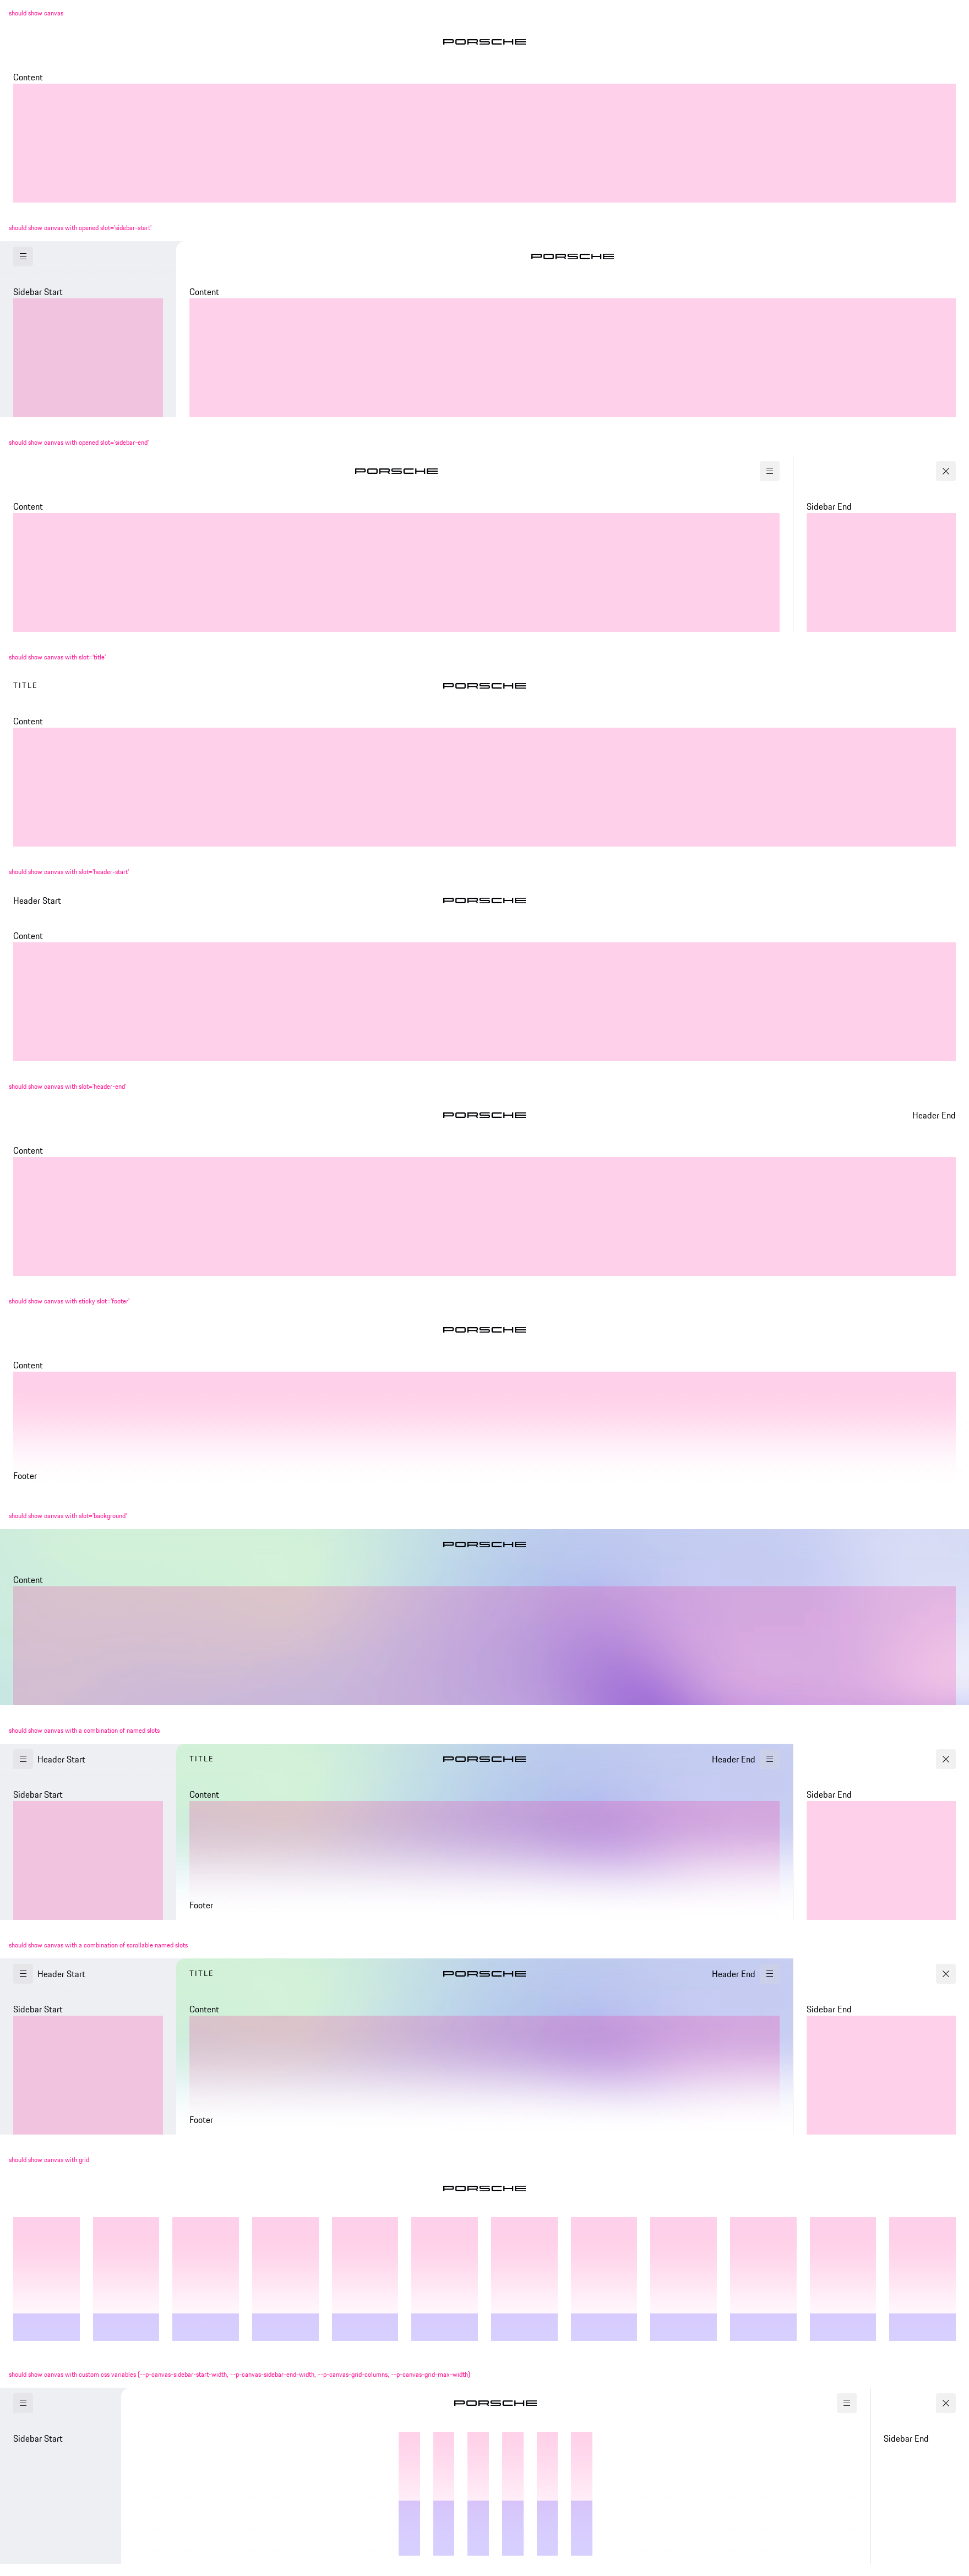 should show canvas
PORSCHE
Content
should show canvas with opened slot='sidebar-start'
PORSCHE
Sidebar Start
Content
should show canvas with opened slot='sidebar-end'
PORSCHE
Content
Sidebar End
should show canvas with slot='title'
TITLE
PORSCHE
Content
should show canvas with slot='header-start'
Header Start
PORSCHE
Content
should show canvas with slot='header-end'
PORSCHE
Header End
Content
should show canvas with sticky slot='footer'
PORSCHE
Content
Footer
should show canvas with slot='background'
PORSCHE
Content
should show canvas with a combination of named slots
Header Start
TITLE
PORSCHE
Header End
Sidebar Start
Content
Sidebar End
Footer
should show canvas with a combination of scrollable named slots
Header Start
TITLE
PORSCHE
Header End
Sidebar Start
Content
Sidebar End
Footer
should show canvas with grid
PORSCHE
should show canvas with custom css variables (--p-canvas-sidebar-start-width, --p-canvas-sidebar-end-width, --p-canvas-grid-columns, --p-canvas-grid-max-width)
PORSCHE
Sidebar Start
Sidebar End